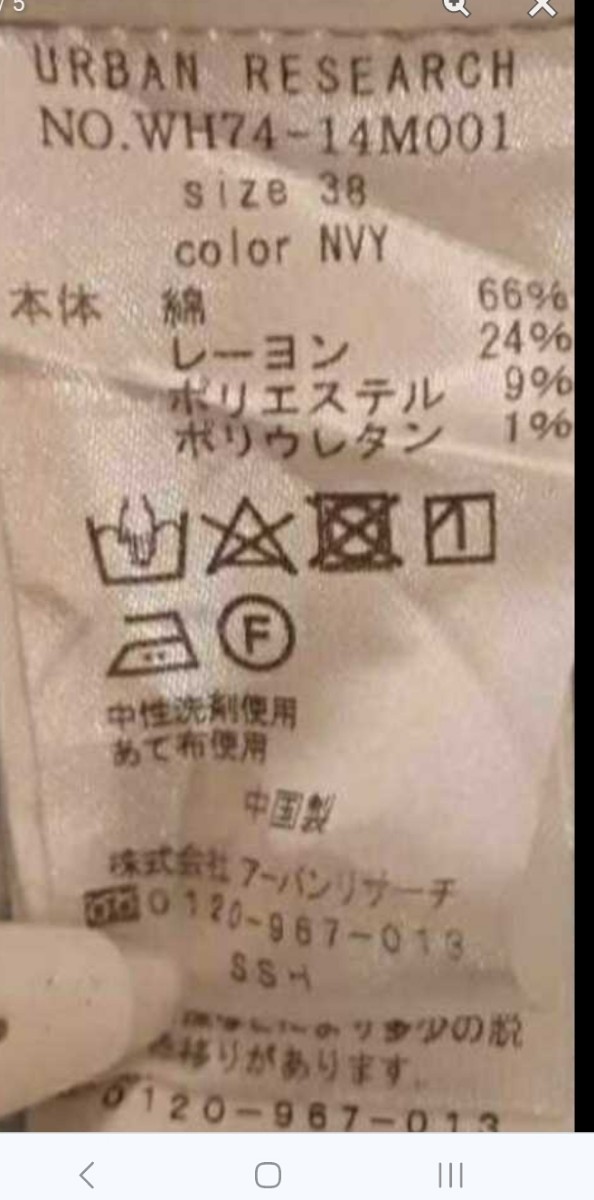 /5
URBAN RESEARCH
NO.WH74-14M001
size 38
color NVY
本体 綿 66%
レーヨン 24%
ポリエステル 9%
ポリウレタン 1%
F
中性洗剤使用
あて布使用
中国製
株式会社 アーバンリサーチ
0120-967-013
の脱
移りがあります。
0120-967-013